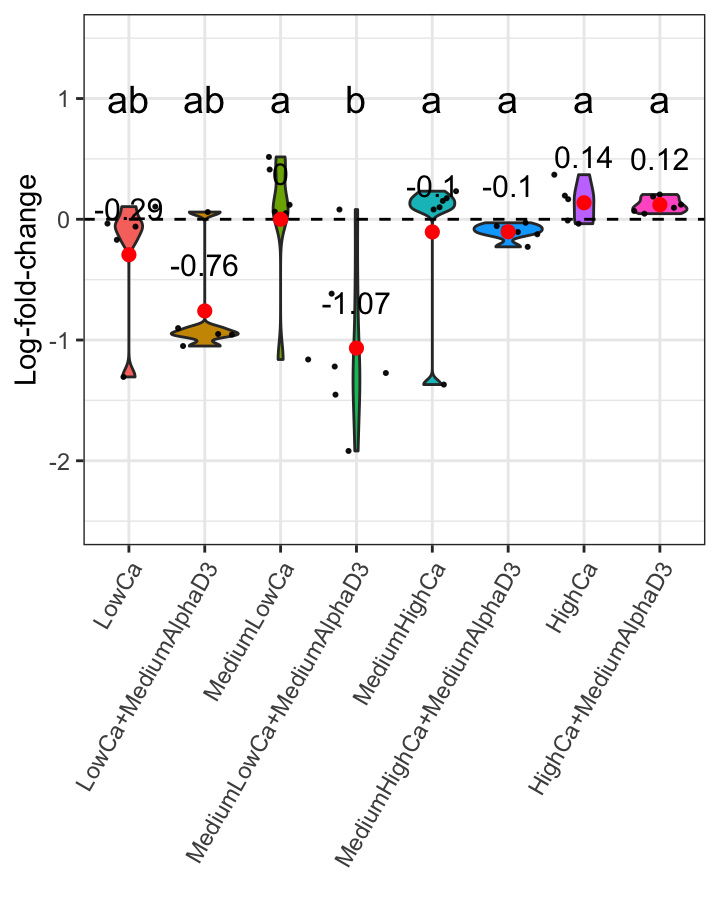 Log-fold-change
1
0
-1
-2
ab ab a b a a a a
-0.29 -0.76 0 -1.07 -0.1 -0.1 0.14 0.12
LowCa
LowCa+MediumAlphaD3
MediumLowCa
MediumLowCa+MediumAlphaD3
MediumHighCa
MediumHighCa+MediumAlphaD3
HighCa
HighCa+MediumAlphaD3